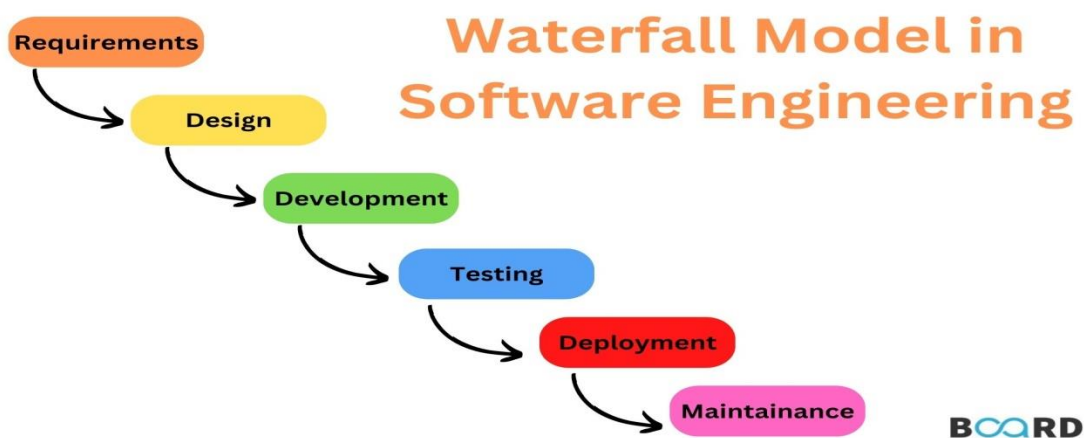 Waterfall Model in
Software Engineering
Requirements
Design
Development
Testing
Deployment
Maintainance
BOARD